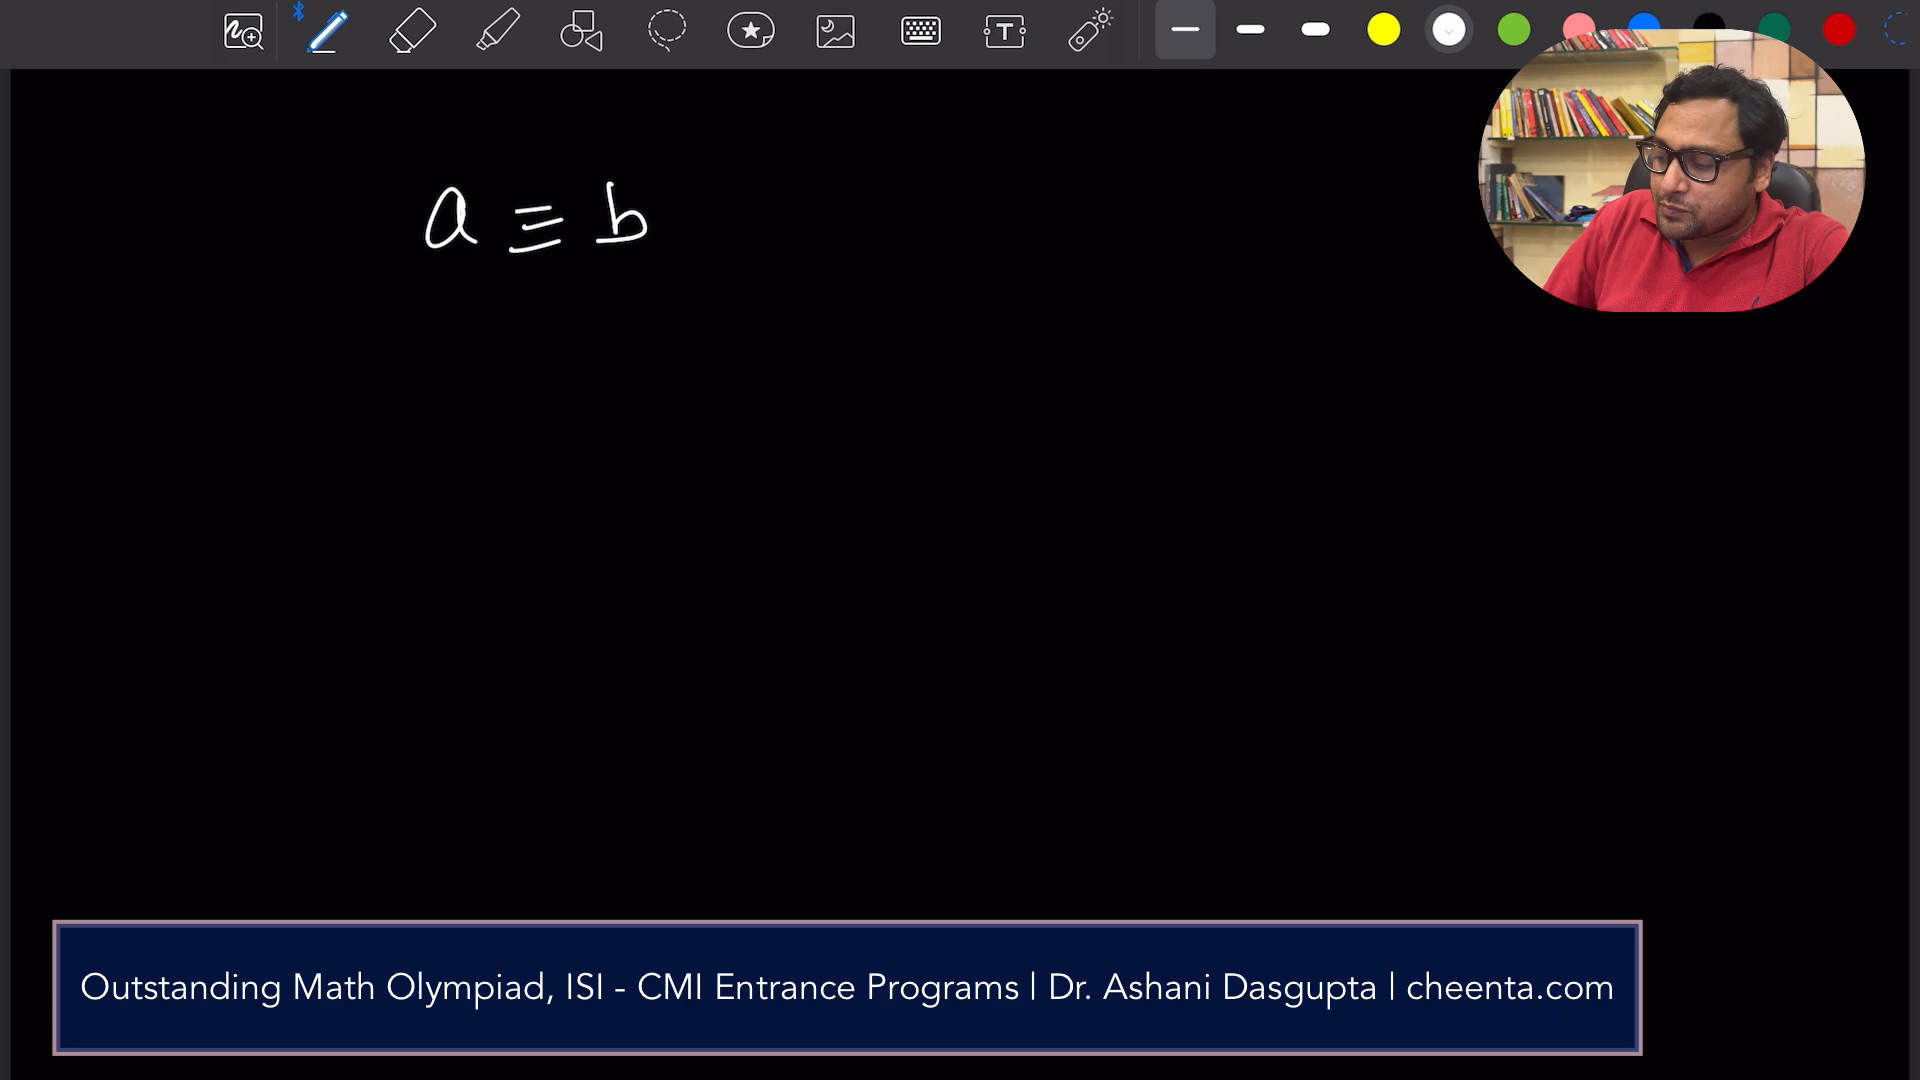 a ≡ b
Outstanding Math Olympiad, ISI - CMI Entrance Programs | Dr. Ashani Dasgupta | cheenta.com